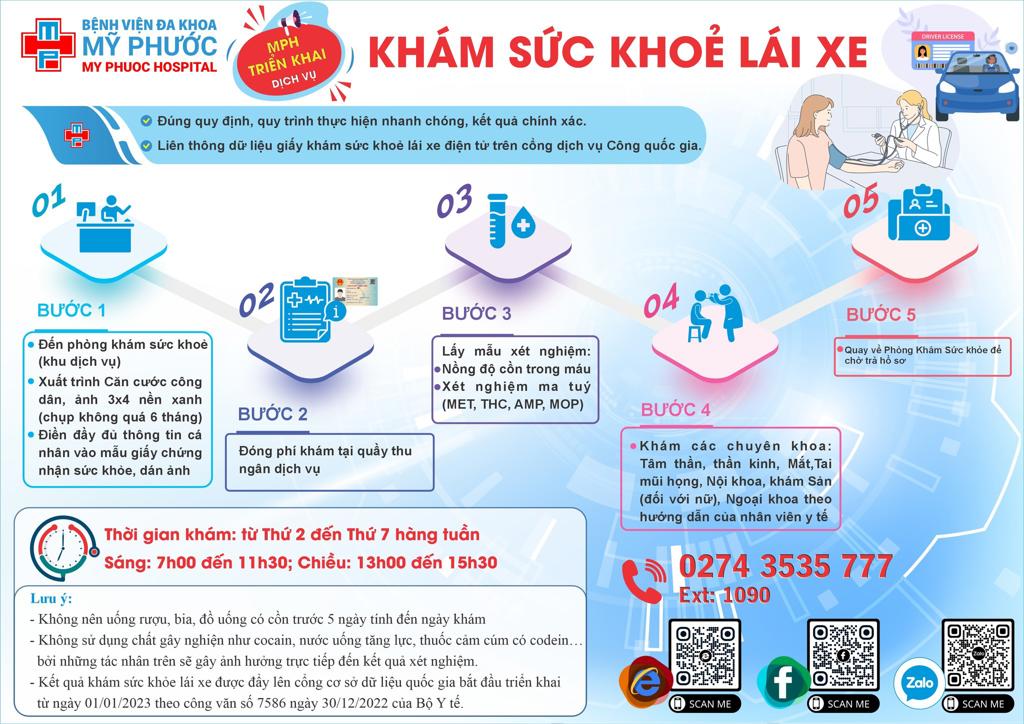 BỆNH VIỆN ĐA KHOA
MỸ PHƯỚC
MY PHUOC HOSPITAL
MPH
TRIỂN KHAI
DỊCH VỤ
KHÁM SỨC KHOẺ LÁI XE
DRIVER LICENSE
Đúng quy định, quy trình thực hiện nhanh chóng, kết quả chính xác.
Liên thông dữ liệu giấy khám sức khoẻ lái xe điện tử trên cổng dịch vụ Công quốc gia.
01
BƯỚC 1
Đến phòng khám sức khoẻ
(khu dịch vụ)
Xuất trình Căn cước công
dân, ảnh 3x4 nền xanh
(chụp không quá 6 tháng)
Điền đầy đủ thông tin cá
nhân vào mẫu giấy chứng
nhận sức khỏe, dán ảnh
02
BƯỚC 2
Đóng phí khám tại quầy thu
ngân dịch vụ
03
BƯỚC 3
Lấy mẫu xét nghiệm:
Nồng độ cồn trong máu
Xét nghiệm ma tuý
(MET, THC, AMP, MOP)
04
BƯỚC 4
Khám các chuyên khoa:
Tâm thần, thần kinh, Mắt,Tai
mũi họng, Nội khoa, khám Sản
(đối với nữ), Ngoại khoa theo
hướng dẫn của nhân viên y tế
05
BƯỚC 5
Quay về Phòng Khám Sức khỏe để
chờ trả hồ sơ
Thời gian khám: từ Thứ 2 đến Thứ 7 hàng tuần
Sáng: 7h00 đến 11h30; Chiều: 13h00 đến 15h30
Lưu ý:
- Không nên uống rượu, bia, đồ uống có cồn trước 5 ngày tính đến ngày khám
- Không sử dụng chất gây nghiện như cocain, nước uống tăng lực, thuốc cảm cúm có codein…
bởi những tác nhân trên sẽ gây ảnh hưởng trực tiếp đến kết quả xét nghiệm.
- Kết quả khám sức khỏe lái xe được đẩy lên cổng cơ sở dữ liệu quốc gia bắt đầu triển khai
từ ngày 01/01/2023 theo công văn số 7586 ngày 30/12/2022 của Bộ Y tế.
0274 3535 777
Ext: 1090
SCAN ME
SCAN ME
Zalo
SCAN ME